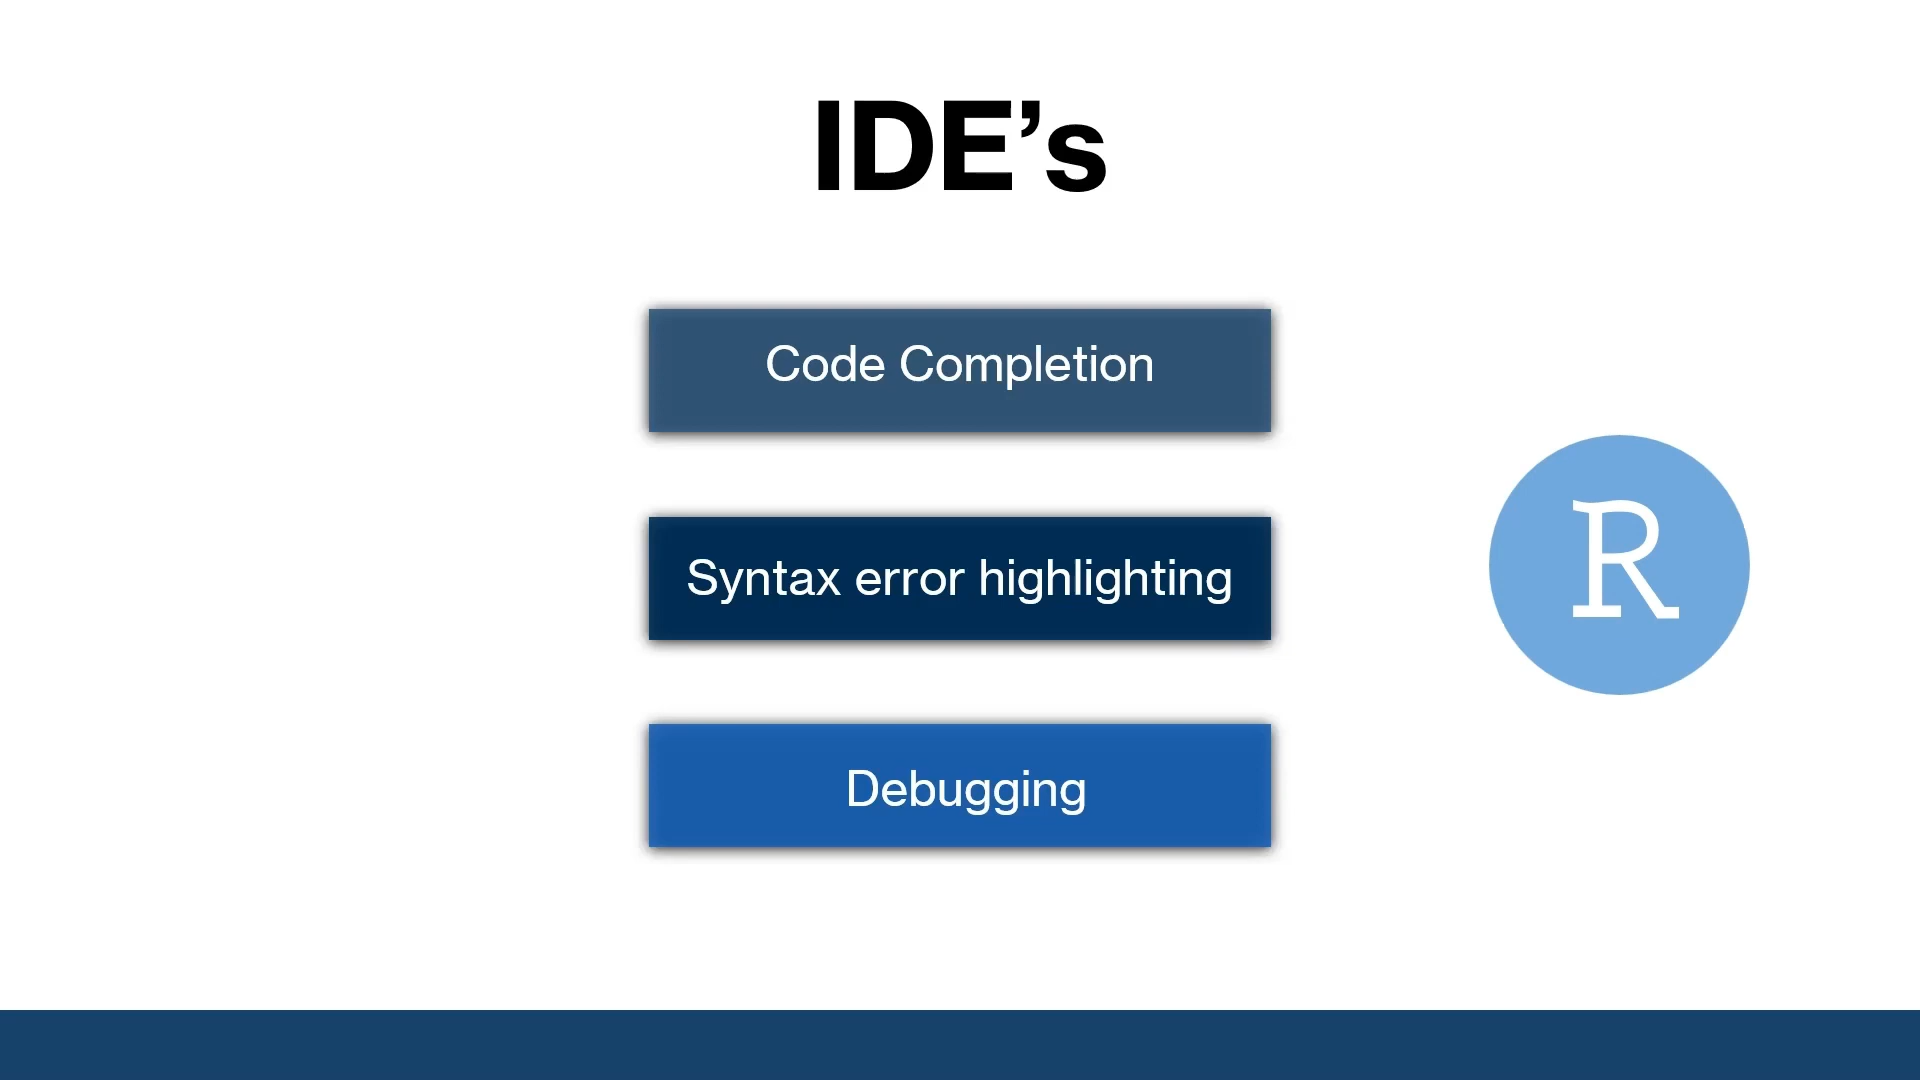 IDE’s
Code Completion
Syntax error highlighting
R
Debugging